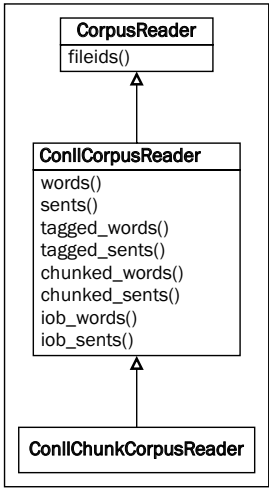 CorpusReader
fileids()
ConllCorpusReader
words()
sents()
tagged_words()
tagged_sents()
chunked_words()
chunked_sents()
iob_words()
iob_sents()
ConllChunkCorpusReader